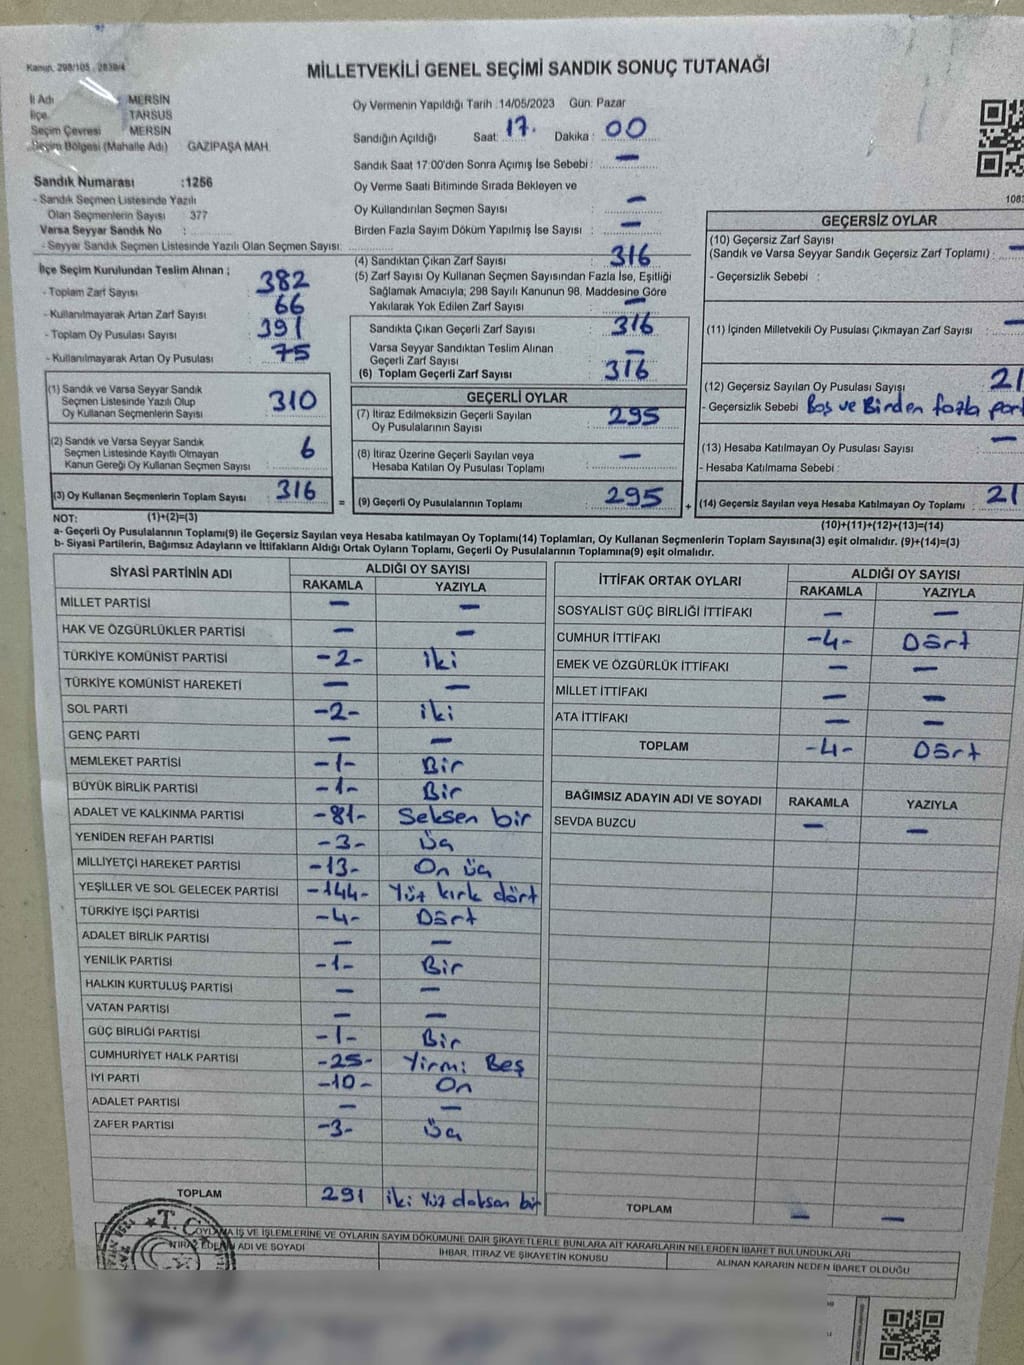 Kanun, 298/105 - 2839/4
MİLLETVEKİLİ GENEL SEÇİMİ SANDIK SONUÇ TUTANAĞI
İl Adı : MERSİN
İlçe : TARSUS
Seçim Çevresi : MERSİN
Seçim Bölgesi (Mahalle Adı) GAZİPAŞA MAH.
Sandık Numarası :1256
- Sandık Seçmen Listesinde Yazılı
Olan Seçmenlerin Sayısı 377
Varsa Seyyar Sandık No :
- Seyyar Sandık Seçmen Listesinde Yazılı Olan Seçmen Sayısı:
Oy Vermenin Yapıldığı Tarih :14/05/2023 Gün: Pazar
Sandığın Açıldığı Saat: 17. Dakika : 00
Sandık Saat 17:00'den Sonra Açımış İse Sebebi : —
Oy Verme Saati Bitiminde Sırada Bekleyen ve
Oy Kullandırılan Seçmen Sayısı : —
Birden Fazla Sayım Döküm Yapılmış İse Sayısı : —
İlçe Seçim Kurulundan Teslim Alınan ;
- Toplam Zarf Sayısı : 382
- Kullanılmayarak Artan Zarf Sayısı : 66
- Toplam Oy Pusulası Sayısı : 391
- Kullanılmayarak Artan Oy Pusulası : 75
(1) Sandık ve Varsa Seyyar Sandık
Seçmen Listesinde Yazılı Olup
Oy Kullanan Seçmenlerin Sayısı : 310
(2) Sandık ve Varsa Seyyar Sandık
Seçmen Listesinde Kayıtlı Olmayan
Kanun Gereği Oy Kullanan Seçmen Sayısı : 6
(3) Oy Kullanan Seçmenlerin Toplam Sayısı : 316
(4) Sandıktan Çıkan Zarf Sayısı : 316
(5) Zarf Sayısı Oy Kullanan Seçmen Sayısından Fazla İse, Eşitliği
Sağlamak Amacıyla; 298 Sayılı Kanunun 98. Maddesine Göre
Yakılarak Yok Edilen Zarf Sayısı : —
Sandıkta Çıkan Geçerli Zarf Sayısı : 316
Varsa Seyyar Sandıktan Teslim Alınan
Geçerli Zarf Sayısı : —
(6) Toplam Geçerli Zarf Sayısı : 316
GEÇERLİ OYLAR
(7) İtiraz Edilmeksizin Geçerli Sayılan
Oy Pusulalarının Sayısı : 295
(8) İtiraz Üzerine Geçerli Sayılan veya
Hesaba Katılan Oy Pusulası Toplamı : —
= (9) Geçerli Oy Pusulalarının Toplamı : 295 +
1083
GEÇERSİZ OYLAR
(10) Geçersiz Zarf Sayısı
(Sandık ve Varsa Seyyar Sandık Geçersiz Zarf Toplamı) : —
- Geçersizlik Sebebi :
(11) İçinden Milletvekili Oy Pusulası Çıkmayan Zarf Sayısı : —
(12) Geçersiz Sayılan Oy Pusulası Sayısı : 21
- Geçersizlik Sebebi : Boş ve Birden fazla part
(13) Hesaba Katılmayan Oy Pusulası Sayısı : —
- Hesaba Katılmama Sebebi :
(14) Geçersiz Sayılan veya Hesaba Katılmayan Oy Toplamı : 21
NOT: (1)+(2)=(3) (10)+(11)+(12)+(13)=(14)
a- Geçerli Oy Pusulalarının Toplamı(9) ile Geçersiz Sayılan veya Hesaba katılmayan Oy Toplamı(14) Toplamları, Oy Kullanan Seçmenlerin Toplam Sayısına(3) eşit olmalıdır. (9)+(14)=(3)
b- Siyasi Partilerin, Bağımsız Adayların ve İttifakların Aldığı Ortak Oyların Toplamı, Geçerli Oy Pusulalarının Toplamına(9) eşit olmalıdır.
SİYASİ PARTİNİN ADI ALDIĞI OY SAYISI
RAKAMLA YAZIYLA
MİLLET PARTİSİ — —
HAK VE ÖZGÜRLÜKLER PARTİSİ — —
TÜRKİYE KOMÜNİST PARTİSİ -2- iki
TÜRKİYE KOMÜNİST HAREKETİ — —
SOL PARTİ -2- iki
GENÇ PARTİ — —
MEMLEKET PARTİSİ -1- Bir
BÜYÜK BİRLİK PARTİSİ -1- Bir
ADALET VE KALKINMA PARTİSİ -81- Seksen bir
YENİDEN REFAH PARTİSİ -3- Üç
MİLLİYETÇİ HAREKET PARTİSİ -13- On üç
YEŞİLLER VE SOL GELECEK PARTİSİ -144- Yüz kırk dört
TÜRKİYE İŞÇİ PARTİSİ -4- Dört
ADALET BİRLİK PARTİSİ — —
YENİLİK PARTİSİ -1- Bir
HALKIN KURTULUŞ PARTİSİ — —
VATAN PARTİSİ — —
GÜÇ BİRLİĞİ PARTİSİ -1- Bir
CUMHURİYET HALK PARTİSİ -25- Yirmi Beş
İYİ PARTİ -10- On
ADALET PARTİSİ — —
ZAFER PARTİSİ -3- Üç
TOPLAM 291 iki Yüz doksan bir
İTTİFAK ORTAK OYLARI ALDIĞI OY SAYISI
RAKAMLA YAZIYLA
SOSYALİST GÜÇ BİRLİĞİ İTTİFAKI — —
CUMHUR İTTİFAKI -4- Dört
EMEK VE ÖZGÜRLÜK İTTİFAKI — —
MİLLET İTTİFAKI — —
ATA İTTİFAKI — —
TOPLAM -4- Dört
BAĞIMSIZ ADAYIN ADI VE SOYADI RAKAMLA YAZIYLA
SEVDA BUZCU — —
TOPLAM — —
T.C.
OYLAMA İŞ VE İŞLEMLERİNE VE OYLARIN SAYIM DÖKÜMÜNE DAİR ŞİKAYETLERLE BUNLARA AİT KARARLARIN NELERDEN İBARET BULUNDUKLARI
İTİRAZ EDENİN ADI VE SOYADI İHBAR, İTİRAZ VE ŞİKAYETİN KONUSU ALINAN KARARIN NEDEN İBARET OLDUĞU